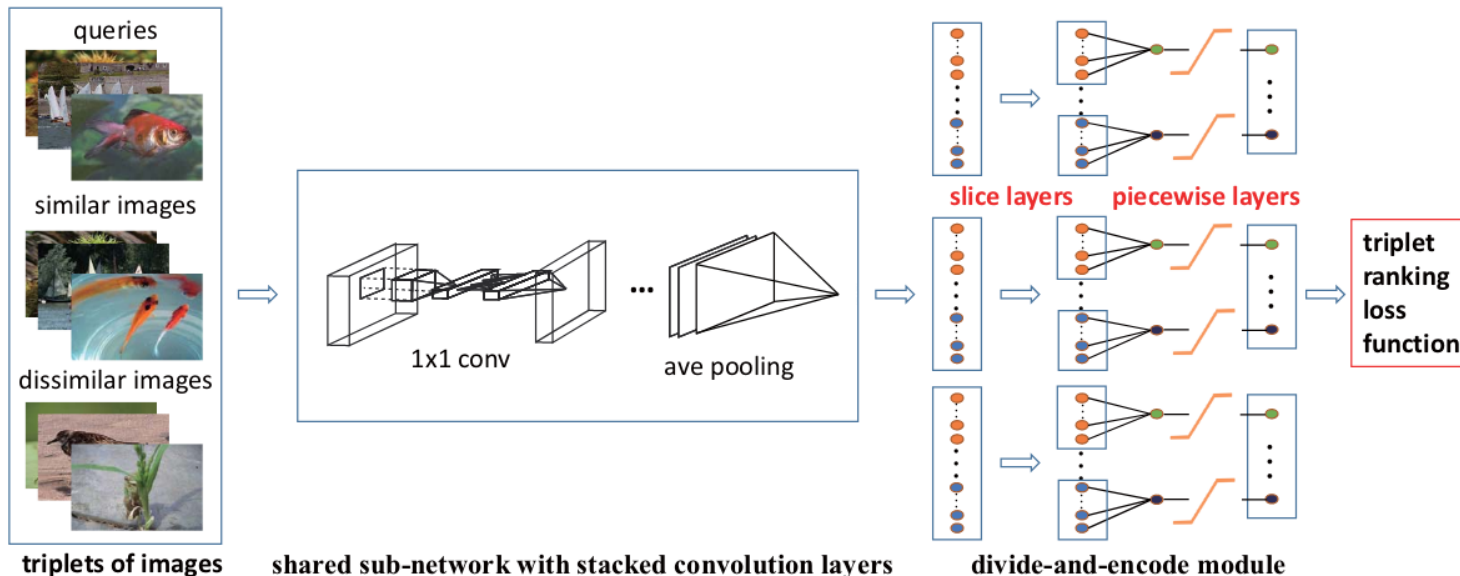 queries
similar images
dissimilar images
triplets of images
1x1 conv
...
ave pooling
shared sub-network with stacked convolution layers
slice layers
piecewise layers
divide-and-encode module
triplet
ranking
loss
function